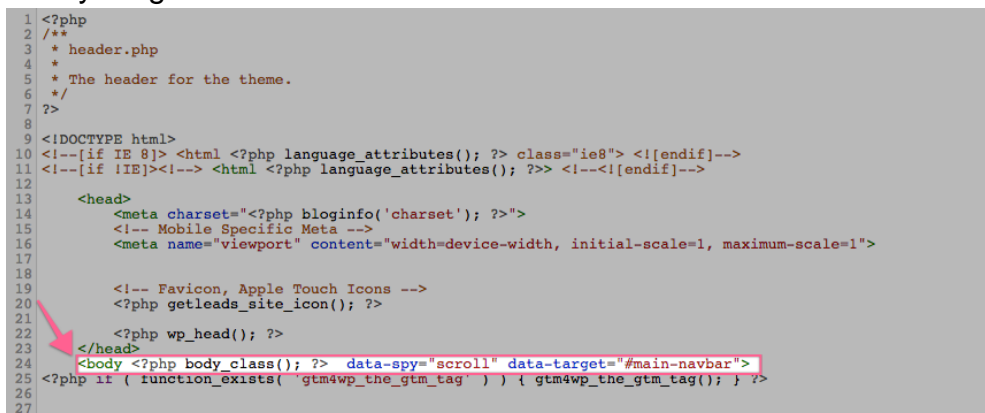 1 <?php
2 /**
3 * header.php
4 *
5 * The header for the theme.
6 */
7 ?>
8
9 <!DOCTYPE html>
10 <!--[if IE 8]> <html <?php language_attributes(); ?> class="ie8"> <![endif]-->
11 <!--[if !IE]><!--> <html <?php language_attributes(); ?>> <!--<![endif]-->
12
13 <head>
14 <meta charset="<?php bloginfo('charset'); ?>">
15 <!-- Mobile Specific Meta -->
16 <meta name="viewport" content="width=device-width, initial-scale=1, maximum-scale=1">
17
18
19 <!-- Favicon, Apple Touch Icons -->
20 <?php getleads_site_icon(); ?>
21
22 <?php wp_head(); ?>
23 </head>
24 <body <?php body_class(); ?> data-spy="scroll" data-target="#main-navbar">
25 <?php if ( function_exists( 'gtm4wp_the_gtm_tag' ) ) { gtm4wp_the_gtm_tag(); } ?>
26
27